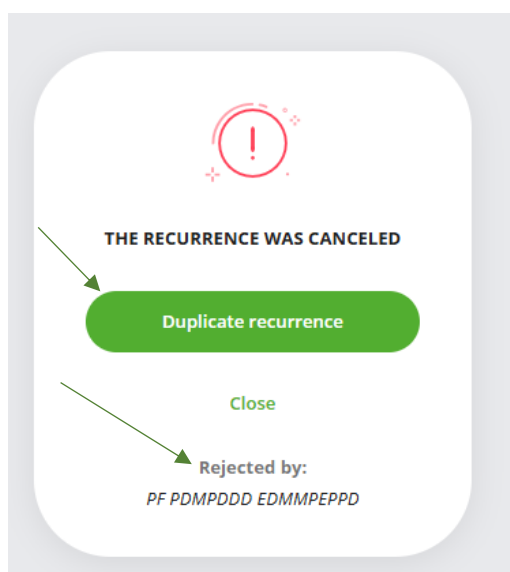 THE RECURRENCE WAS CANCELED
Duplicate recurrence
Close
Rejected by:
PF PDMPDDD EDMMPEPPD